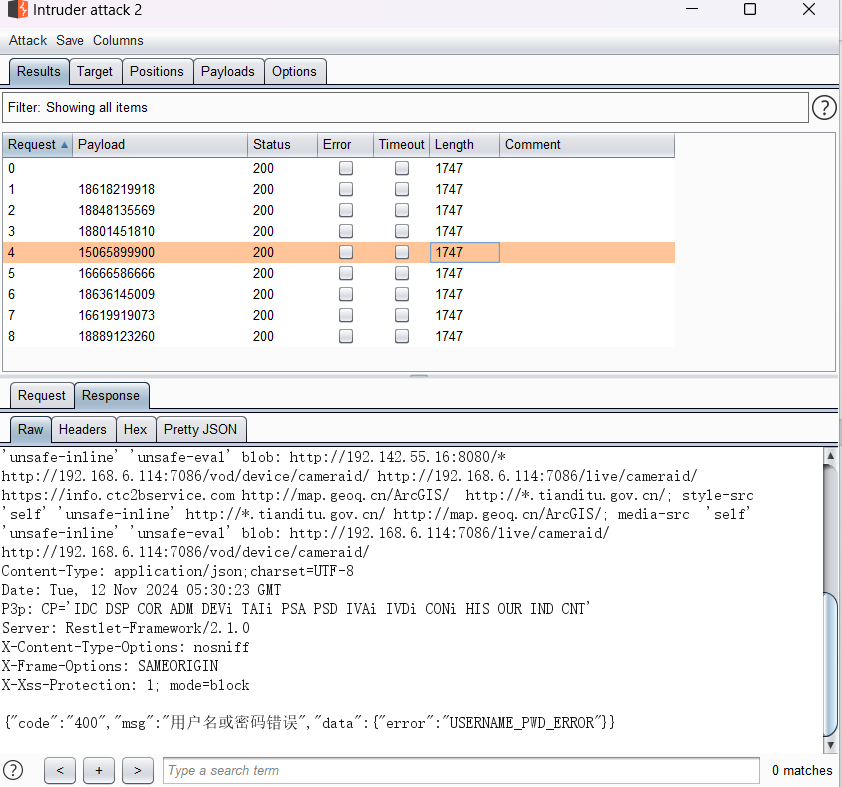 Intruder attack 2
Attack Save Columns
Results Target Positions Payloads Options
Filter: Showing all items ?
Request Payload Status Error Timeout Length Comment
0 200 1747
1 18618219918 200 1747
2 18848135569 200 1747
3 18801451810 200 1747
4 15065899900 200 1747
5 16666586666 200 1747
6 18636145009 200 1747
7 16619919073 200 1747
8 18889123260 200 1747
Request Response
Raw Headers Hex Pretty JSON
'unsafe-inline' 'unsafe-eval' blob: http://192.142.55.16:8080/*
http://192.168.6.114:7086/vod/device/cameraid/ http://192.168.6.114:7086/live/cameraid/
https://info.ctc2bservice.com http://map.geoq.cn/ArcGIS/ http://*.tianditu.gov.cn/; style-src
'self' 'unsafe-inline' http://*.tianditu.gov.cn/ http://map.geoq.cn/ArcGIS/; media-src 'self'
'unsafe-inline' 'unsafe-eval' blob: http://192.168.6.114:7086/live/cameraid/
http://192.168.6.114:7086/vod/device/cameraid/
Content-Type: application/json;charset=UTF-8
Date: Tue, 12 Nov 2024 05:30:23 GMT
P3p: CP='IDC DSP COR ADM DEVi TAIi PSA PSD IVAi IVDi CONi HIS OUR IND CNT'
Server: Restlet-Framework/2.1.0
X-Content-Type-Options: nosniff
X-Frame-Options: SAMEORIGIN
X-Xss-Protection: 1; mode=block
{"code":"400","msg":"用户名或密码错误","data":{"error":"USERNAME_PWD_ERROR"}}
? < + > Type a search term 0 matches